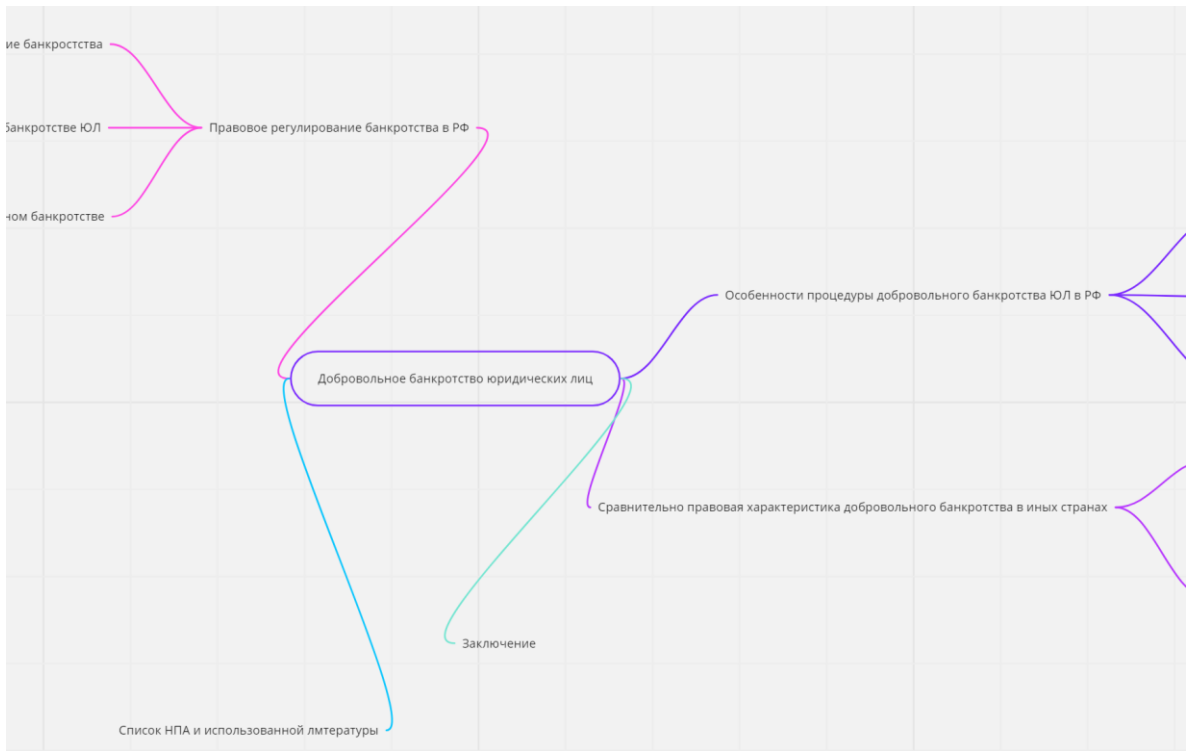 ие банкростства
банкротстве ЮЛ
Правовое регулирование банкротства в РФ
ном банкротстве
Особенности процедуры добровольного банкротства ЮЛ в РФ
Добровольное банкротство юридических лиц
Сравнительно правовая характеристика добровольного банкротства в иных странах
Заключение
Список НПА и использованной лмтературы